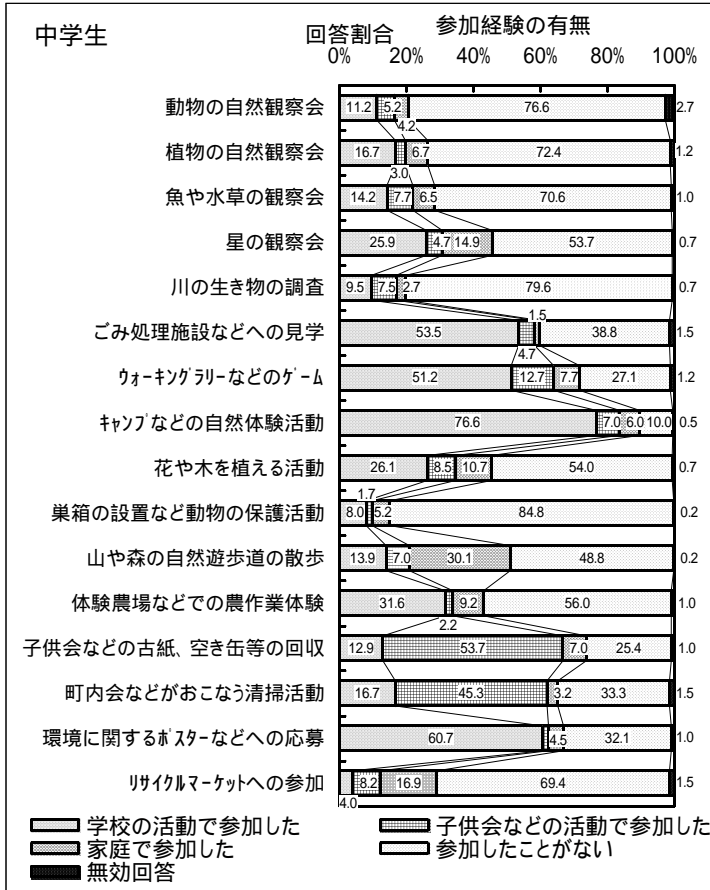 中学生
参加経験の有無
回答割合
0% 20% 40% 60% 80% 100%
動物の自然観察会 11.2 5.2 4.2 76.6 2.7
植物の自然観察会 16.7 3.0 6.7 72.4 1.2
魚や水草の観察会 14.2 7.7 6.5 70.6 1.0
星の観察会 25.9 4.7 14.9 53.7 0.7
川の生き物の調査 9.5 7.5 2.7 79.6 0.7
ごみ処理施設などへの見学 53.5 4.7 1.5 38.8 1.5
ｳｫｰｷﾝｸﾞﾗﾘｰなどのｹﾞｰﾑ 51.2 12.7 7.7 27.1 1.2
ｷｬﾝﾌﾟなどの自然体験活動 76.6 7.0 6.0 10.0 0.5
花や木を植える活動 26.1 8.5 10.7 54.0 0.7
巣箱の設置など動物の保護活動 8.0 1.7 5.2 84.8 0.2
山や森の自然遊歩道の散歩 13.9 7.0 30.1 48.8 0.2
体験農場などでの農作業体験 31.6 2.2 9.2 56.0 1.0
子供会などの古紙、空き缶等の回収 12.9 53.7 7.0 25.4 1.0
町内会などがおこなう清掃活動 16.7 45.3 3.2 33.3 1.5
環境に関するﾎﾟｽﾀｰなどへの応募 60.7 4.5 32.1 1.0
ﾘｻｲｸﾙﾏｰｹｯﾄへの参加 4.0 8.2 16.9 69.4 1.5
学校の活動で参加した
子供会などの活動で参加した
家庭で参加した
参加したことがない
無効回答